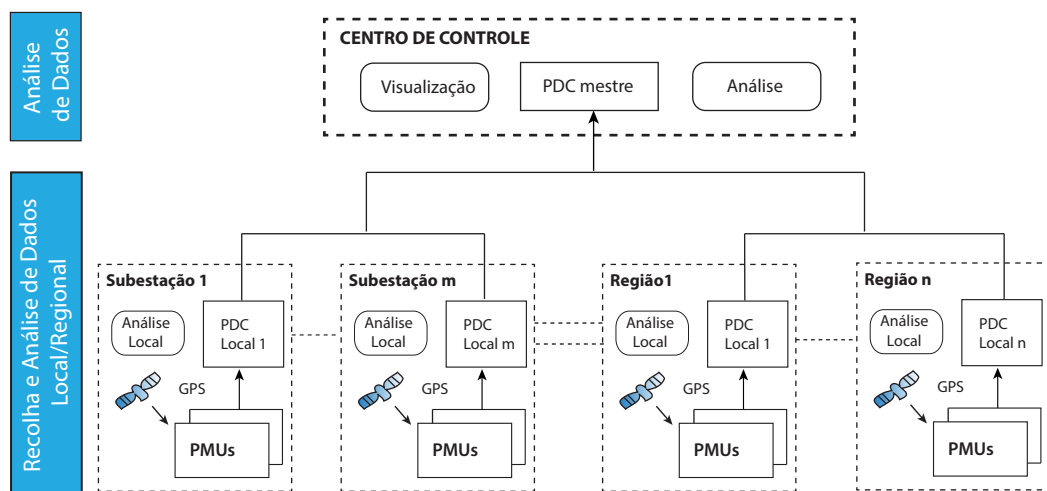 Análise
de Dados
CENTRO DE CONTROLE
Visualização
PDC mestre
Análise
Recolha e Análise de Dados
Local/Regional
Subestação 1
Análise
Local
PDC
Local 1
GPS
PMUs
Subestação m
Análise
Local
PDC
Local m
GPS
PMUs
Região1
Análise
Local
PDC
Local 1
GPS
PMUs
Região n
Análise
Local
PDC
Local n
GPS
PMUs